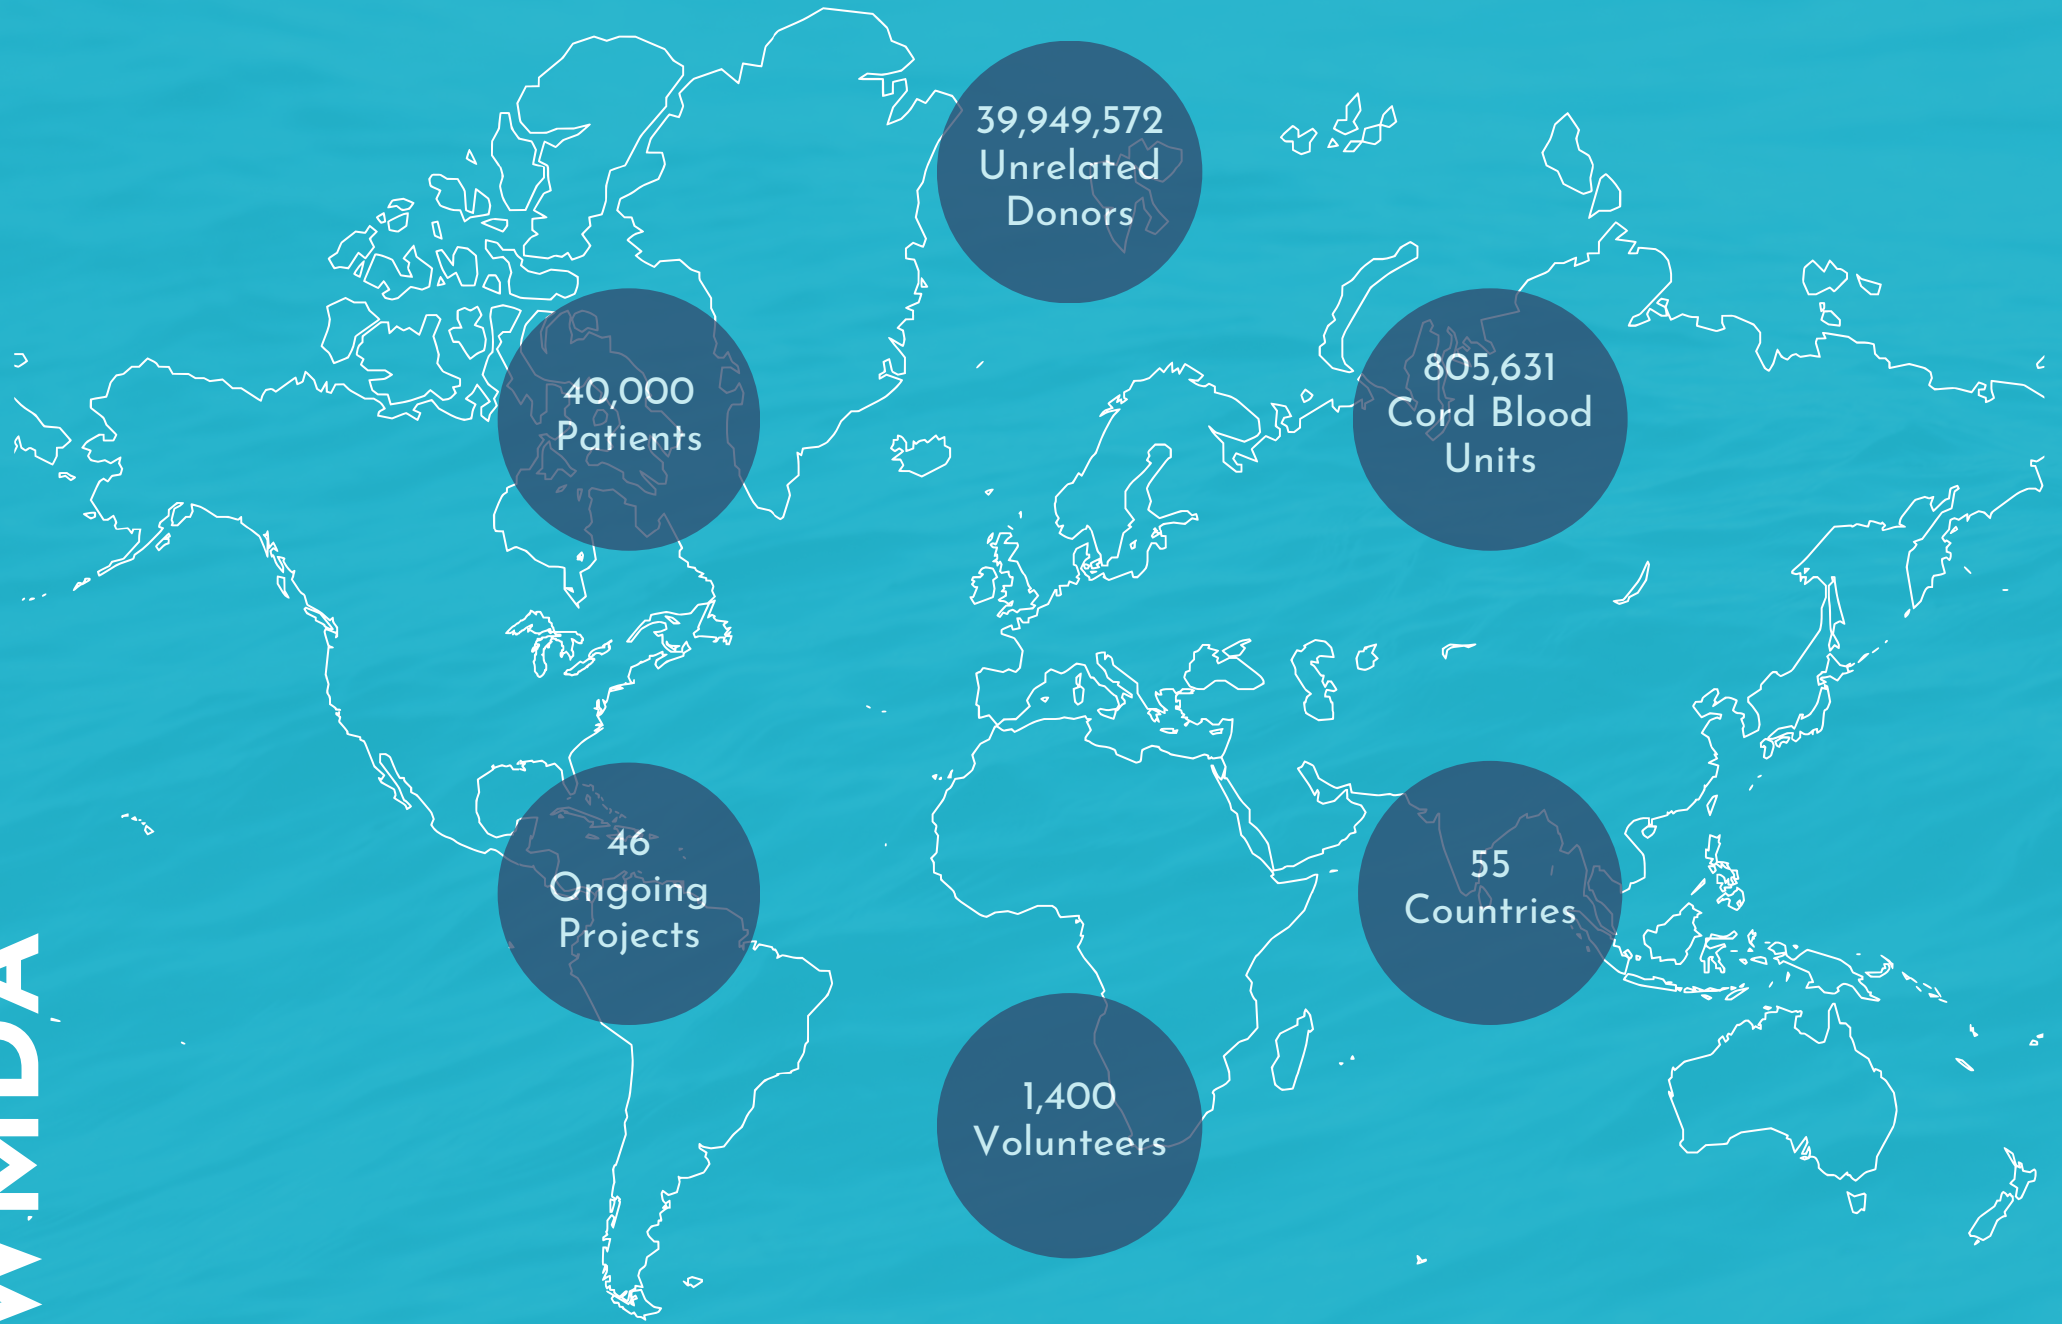 39,949,572
Unrelated
Donors
40,000
Patients
805,631
Cord Blood
Units
46
Ongoing
Projects
55
Countries
1,400
Volunteers
WMDA